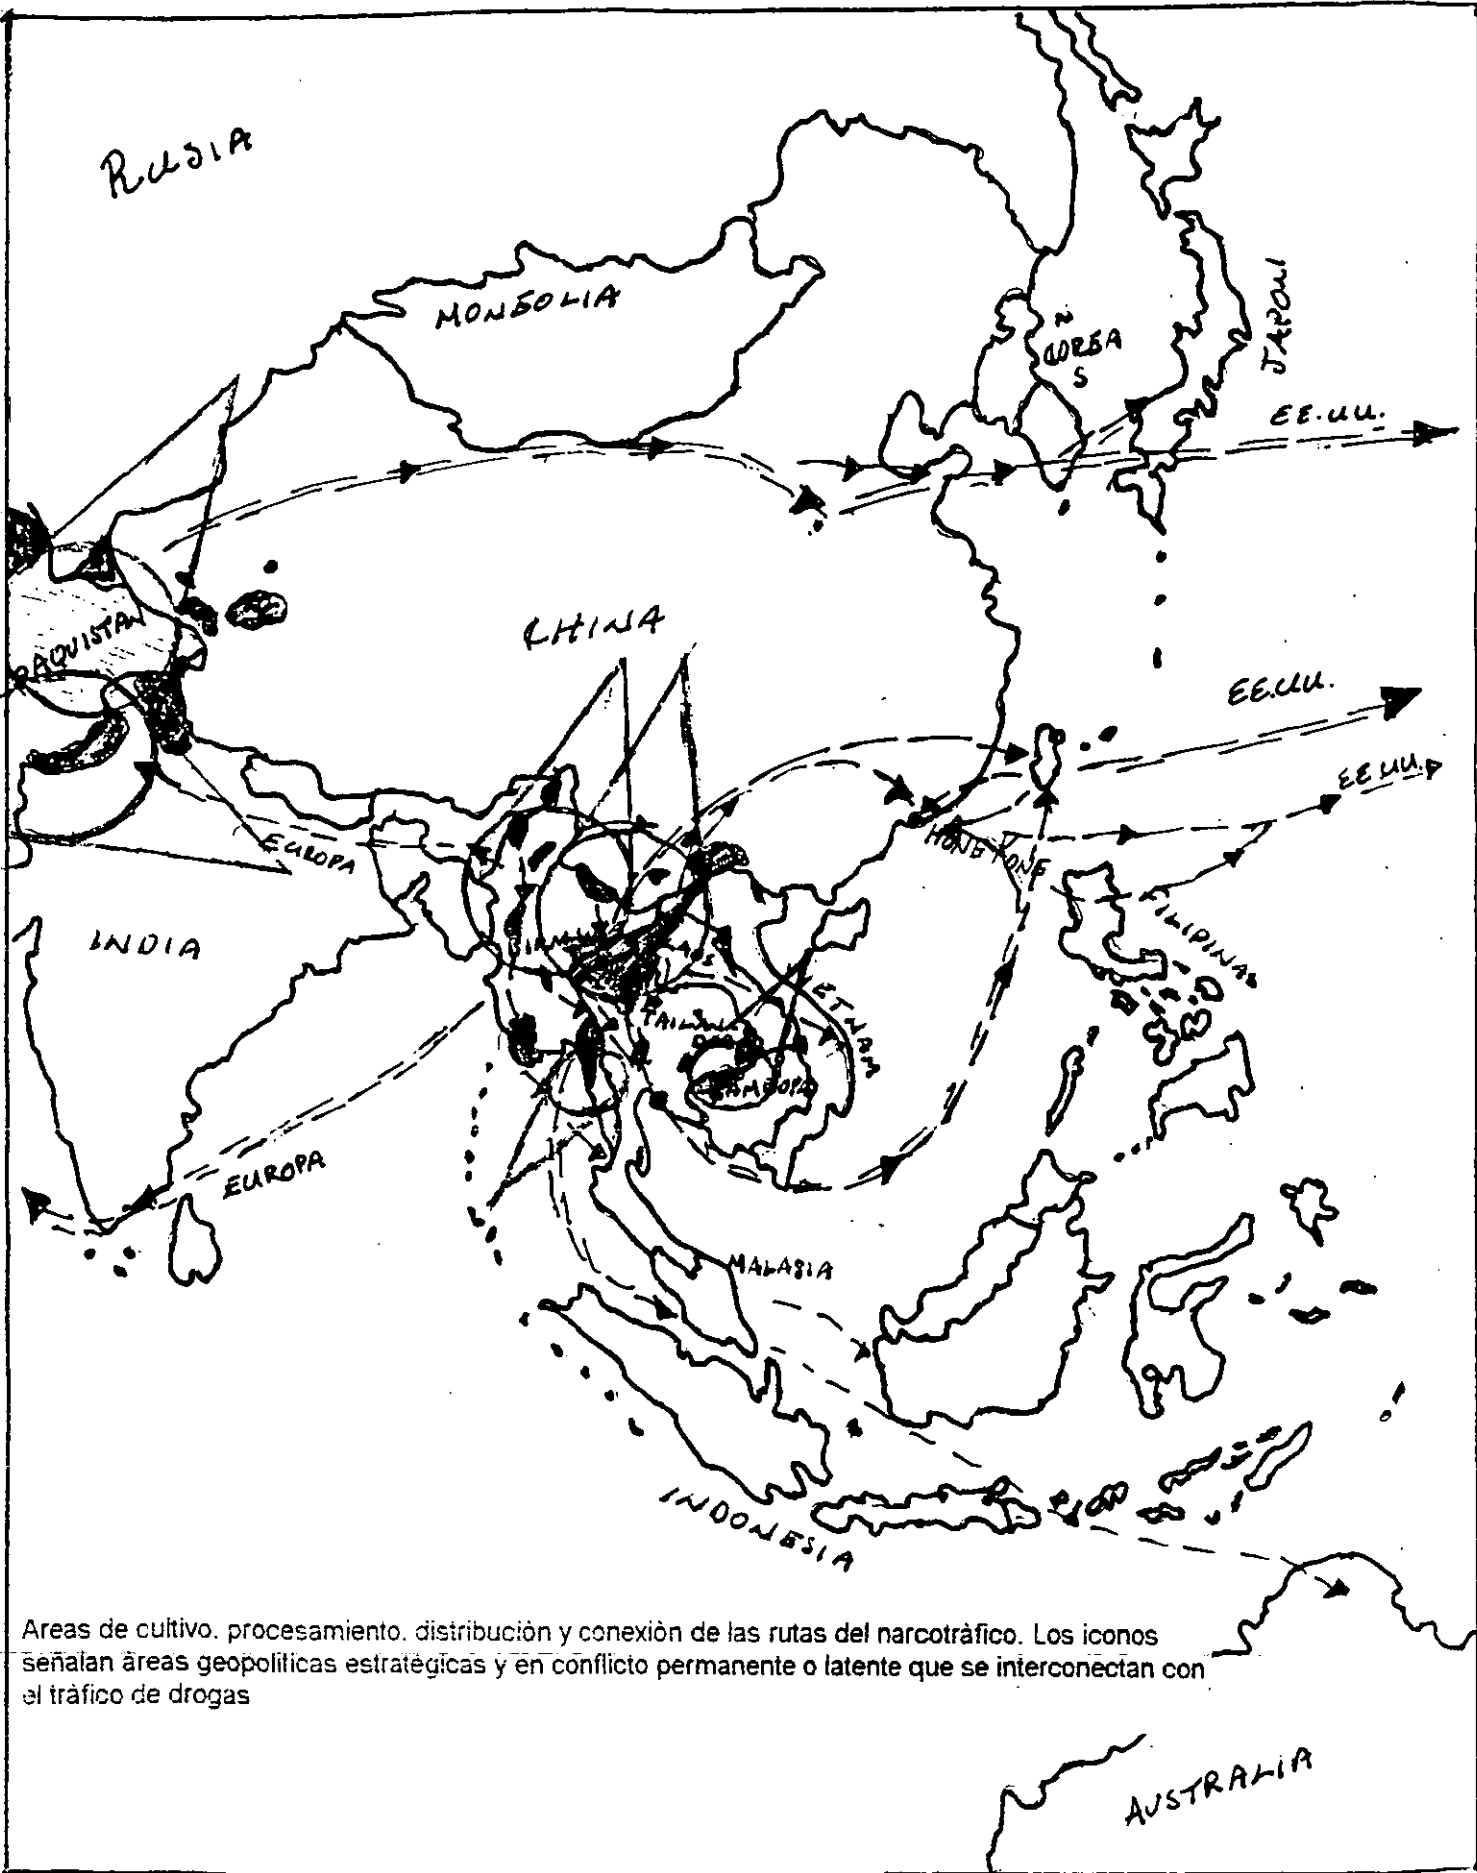 RUSIA
MONGOLIA
JAPON
N
COREA
S
EE.UU.
PAQUISTAN
CHINA
EE.UU.
EE.UU.
EUROPA
HONG KONG
FILIPINAS
INDIA
VIETNAM
CAMBOYA
EUROPA
MALASIA
INDONESIA
Areas de cultivo, procesamiento, distribución y conexión de las rutas del narcotráfico. Los iconos
señalan áreas geopolíticas estratégicas y en conflicto permanente o latente que se interconectan con
el tráfico de drogas
AUSTRALIA